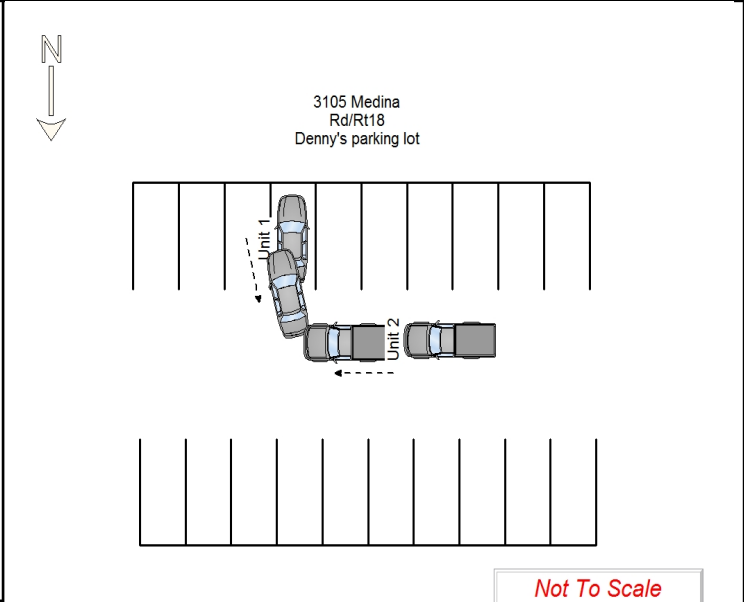 N
3105 Medina
Rd/Rt18
Denny's parking lot
Unit 1
Unit 2
Not To Scale